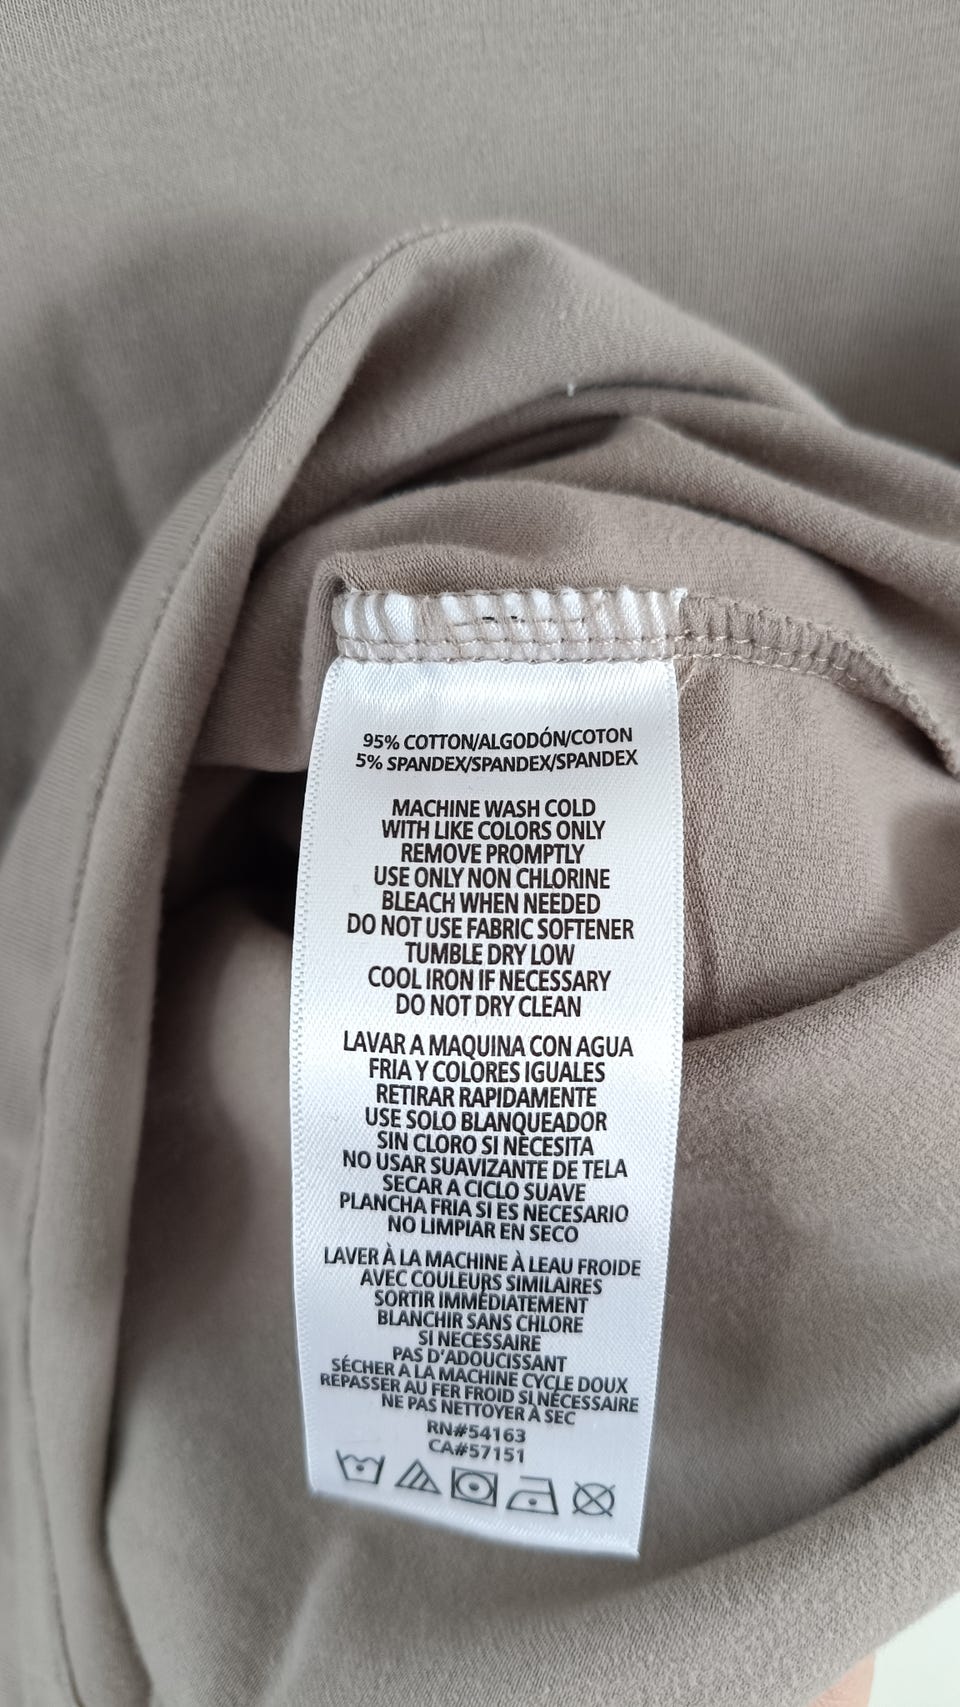 95% COTTON/ALGODÓN/COTON
5% SPANDEX/SPANDEX/SPANDEX
MACHINE WASH COLD
WITH LIKE COLORS ONLY
REMOVE PROMPTLY
USE ONLY NON CHLORINE
BLEACH WHEN NEEDED
DO NOT USE FABRIC SOFTENER
TUMBLE DRY LOW
COOL IRON IF NECESSARY
DO NOT DRY CLEAN
LAVAR A MAQUINA CON AGUA
FRIA Y COLORES IGUALES
RETIRAR RAPIDAMENTE
USE SOLO BLANQUEADOR
SIN CLORO SI NECESITA
NO USAR SUAVIZANTE DE TELA
SECAR A CICLO SUAVE
PLANCHA FRIA SI ES NECESARIO
NO LIMPIAR EN SECO
LAVER À LA MACHINE À LEAU FROIDE
AVEC COULEURS SIMILAIRES
SORTIR IMMÉDIATEMENT
BLANCHIR SANS CHLORE
SI NECESSAIRE
PAS D'ADOUCISSANT
SÉCHER A LA MACHINE CYCLE DOUX
REPASSER AU FER FROID SI NÉCESSAIRE
NE PAS NETTOYER À SEC
RN#54163
CA#57151